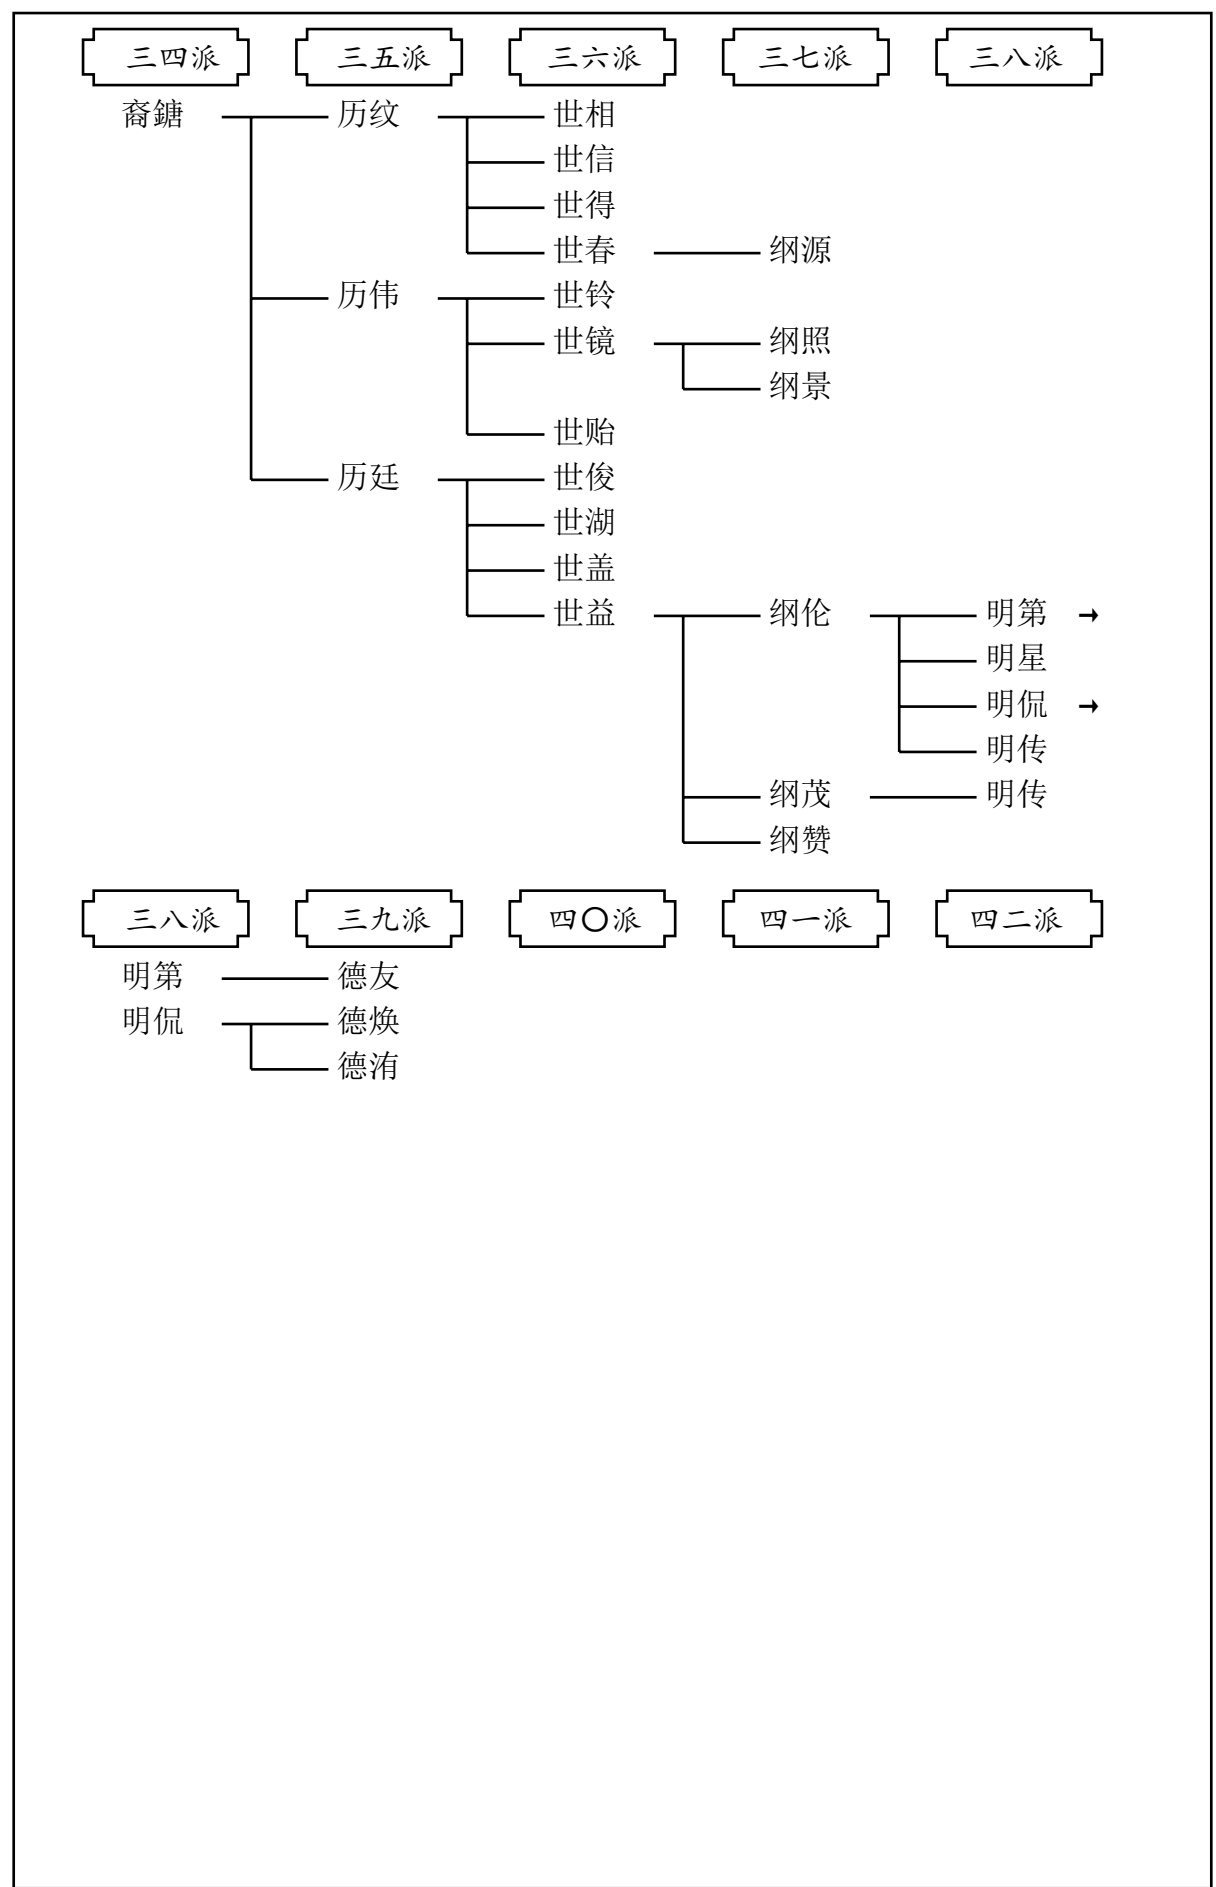 三四派 三五派 三六派 三七派 三八派
裔鎕 历纹 世相
世信
世得
世春 纲源
历伟 世铃
世镜 纲照
纲景
世贻
历廷 世俊
世湖
世盖
世益 纲伦 明第 →
明星
明侃 →
明传
纲茂 明传
纲赞
三八派 三九派 四〇派 四一派 四二派
明第 德友
明侃 德焕
德洧